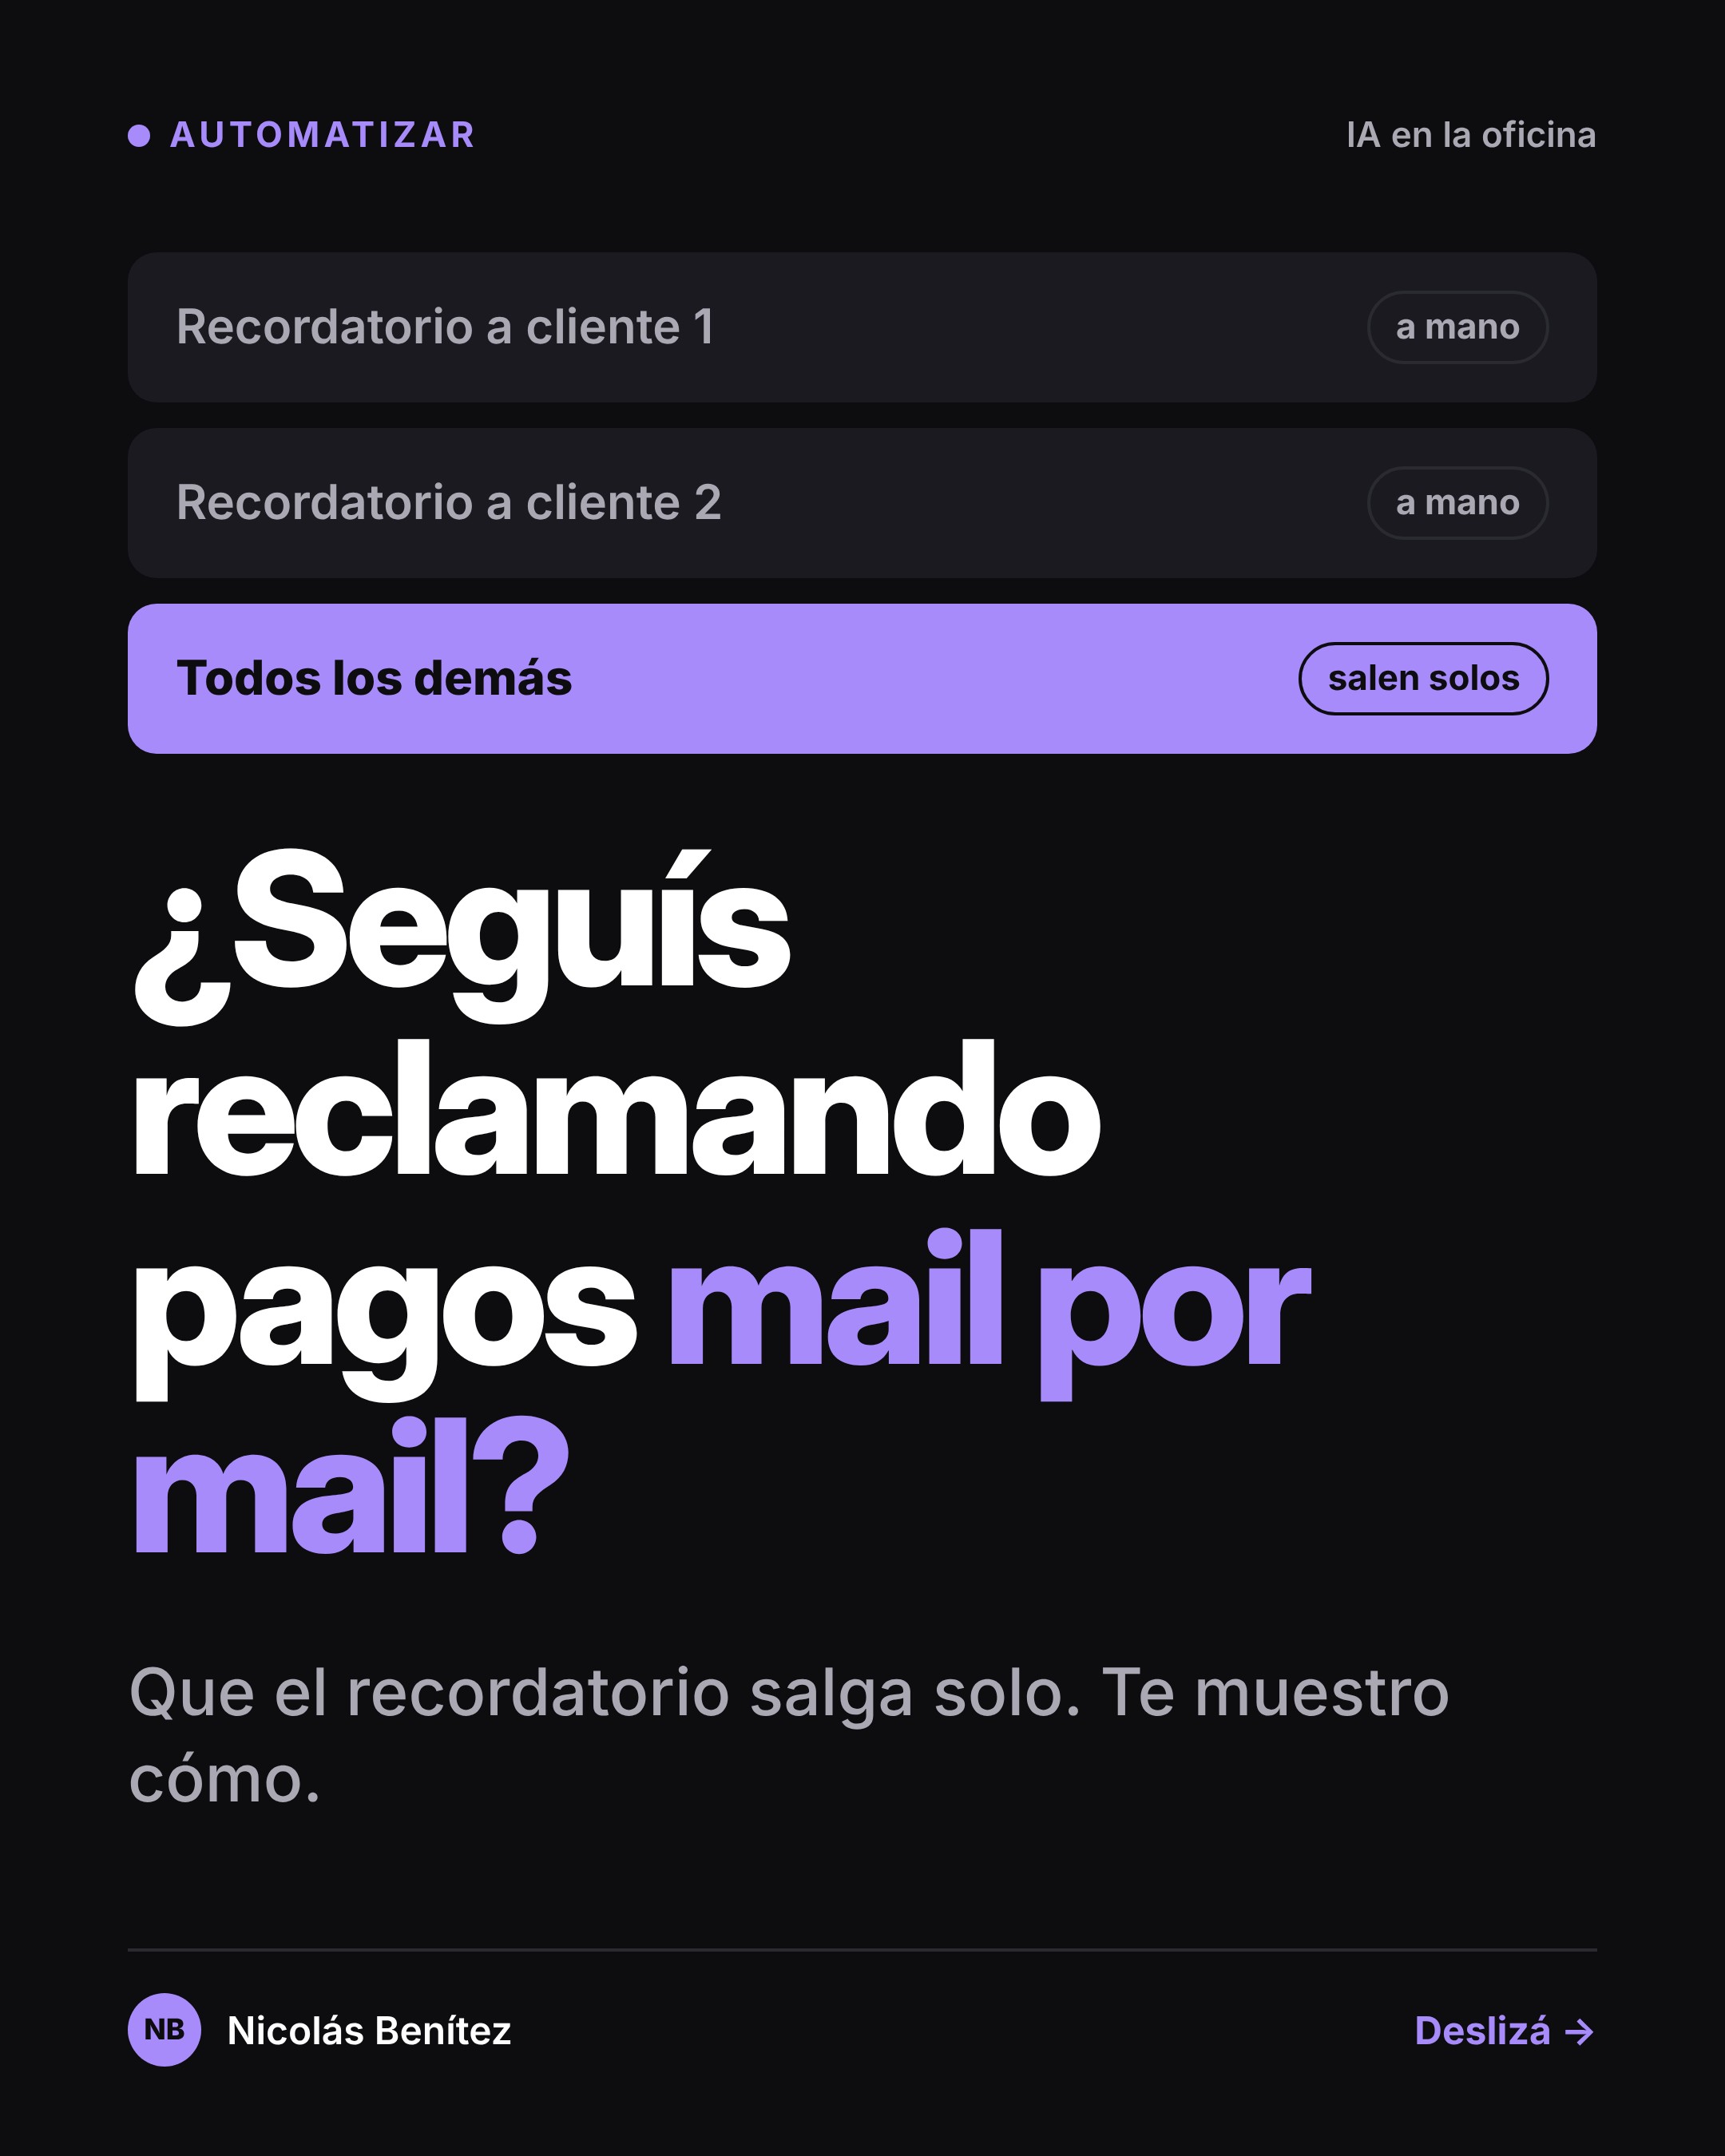 AUTOMATIZAR
IA en la oficina
Recordatorio a cliente 1
a mano
Recordatorio a cliente 2
a mano
Todos los demás
salen solos
¿Seguís
reclamando
pagos mail por
mail?
Que el recordatorio salga solo. Te muestro
cómo.
NB
Nicolás Benítez
Deslizá →